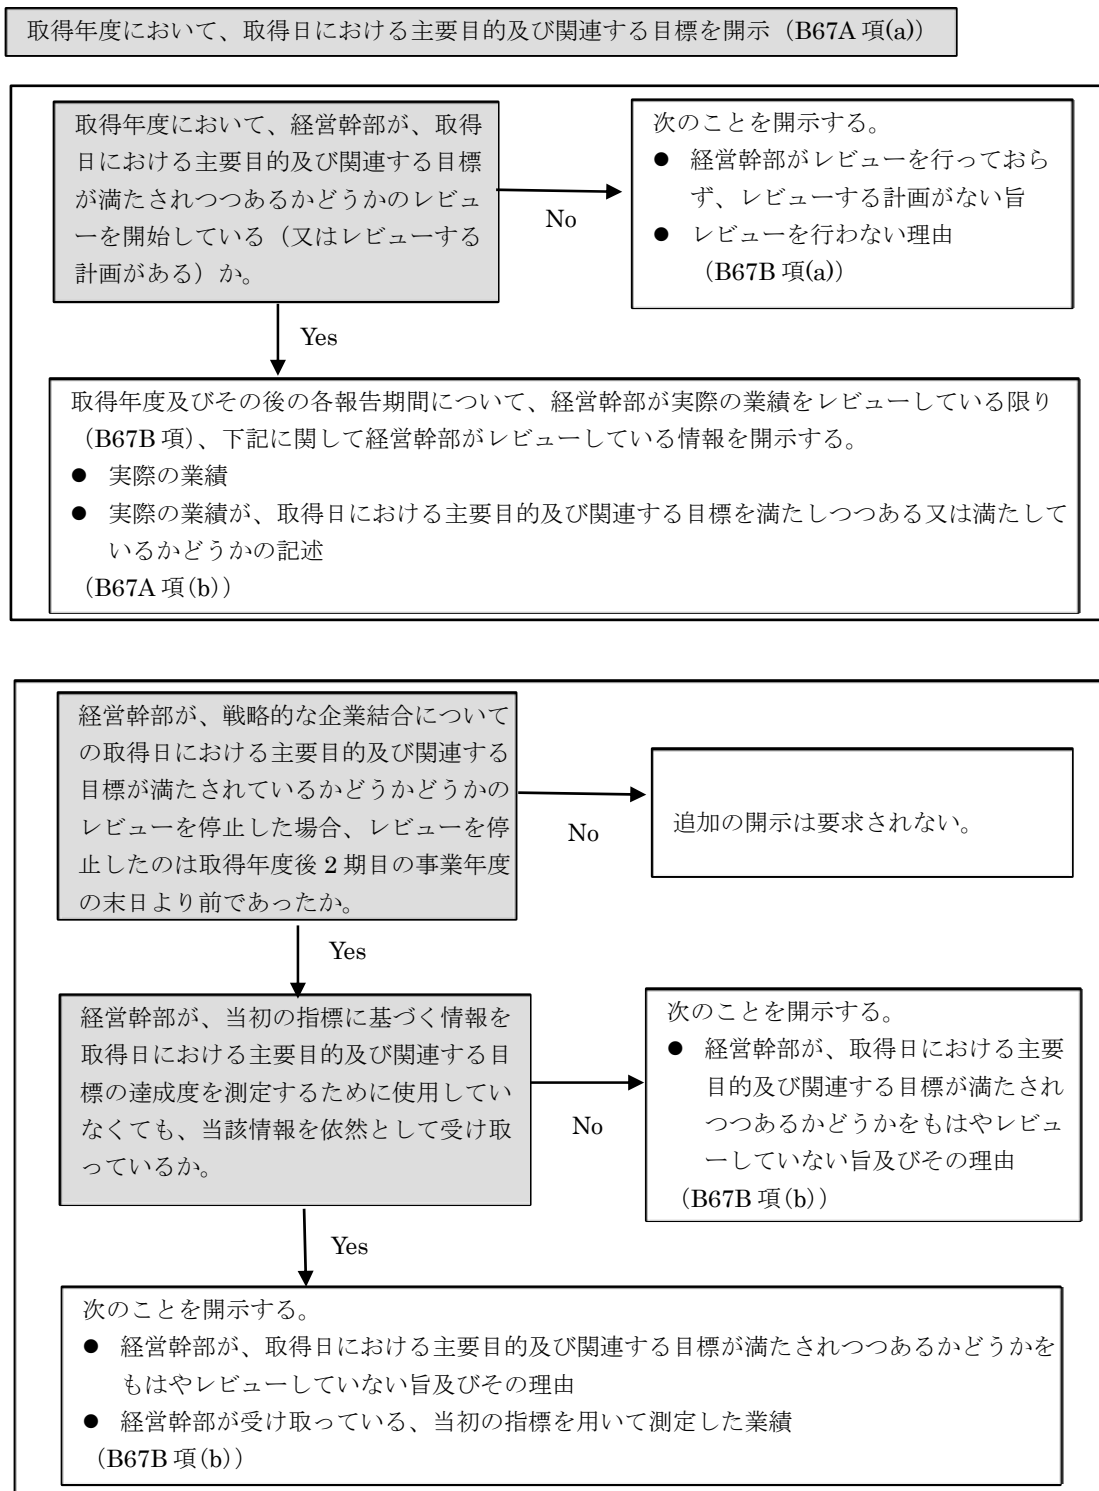 取得年度において、取得日における主要目的及び関連する目標を開示（B67A 項(a)）
取得年度において、経営幹部が、取得
日における主要目的及び関連する目標
が満たされつつあるかどうかのレビュ
ーを開始している（又はレビューする
計画がある）か。
No
次のことを開示する。
● 経営幹部がレビューを行っておら
ず、レビューする計画がない旨
● レビューを行わない理由
（B67B 項(a)）
Yes
取得年度及びその後の各報告期間について、経営幹部が実際の業績をレビューしている限り
（B67B 項）、下記に関して経営幹部がレビューしている情報を開示する。
● 実際の業績
● 実際の業績が、取得日における主要目的及び関連する目標を満たしつつある又は満たして
いるかどうかの記述
（B67A 項(b)）
経営幹部が、戦略的な企業結合について
の取得日における主要目的及び関連する
目標が満たされているかどうかどうかの
レビューを停止した場合、レビューを停
止したのは取得年度後 2 期目の事業年度
の末日より前であったか。
No
追加の開示は要求されない。
Yes
経営幹部が、当初の指標に基づく情報を
取得日における主要目的及び関連する目
標の達成度を測定するために使用してい
なくても、当該情報を依然として受け取
っているか。
No
次のことを開示する。
● 経営幹部が、取得日における主要
目的及び関連する目標が満たされ
つつあるかどうかをもはやレビュ
ーしていない旨及びその理由
（B67B 項(b)）
Yes
次のことを開示する。
● 経営幹部が、取得日における主要目的及び関連する目標が満たされつつあるかどうかを
もはやレビューしていない旨及びその理由
● 経営幹部が受け取っている、当初の指標を用いて測定した業績
（B67B 項(b)）